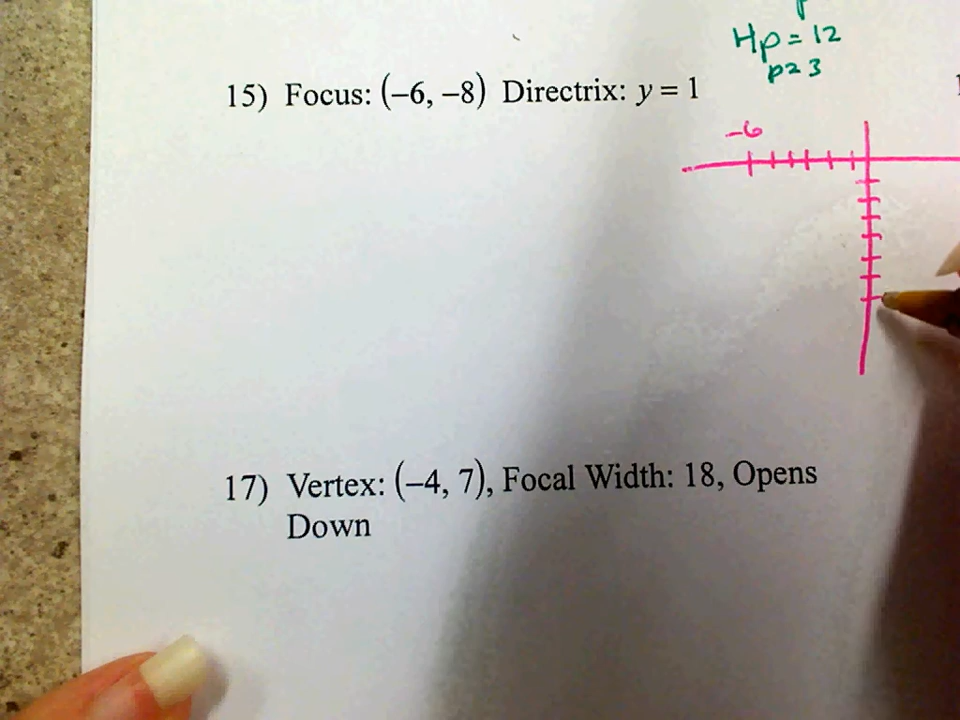 Hp = 12
p = 3
15) Focus: (–6, –8) Directrix: y = 1
–6
17) Vertex: (–4, 7), Focal Width: 18, Opens
Down